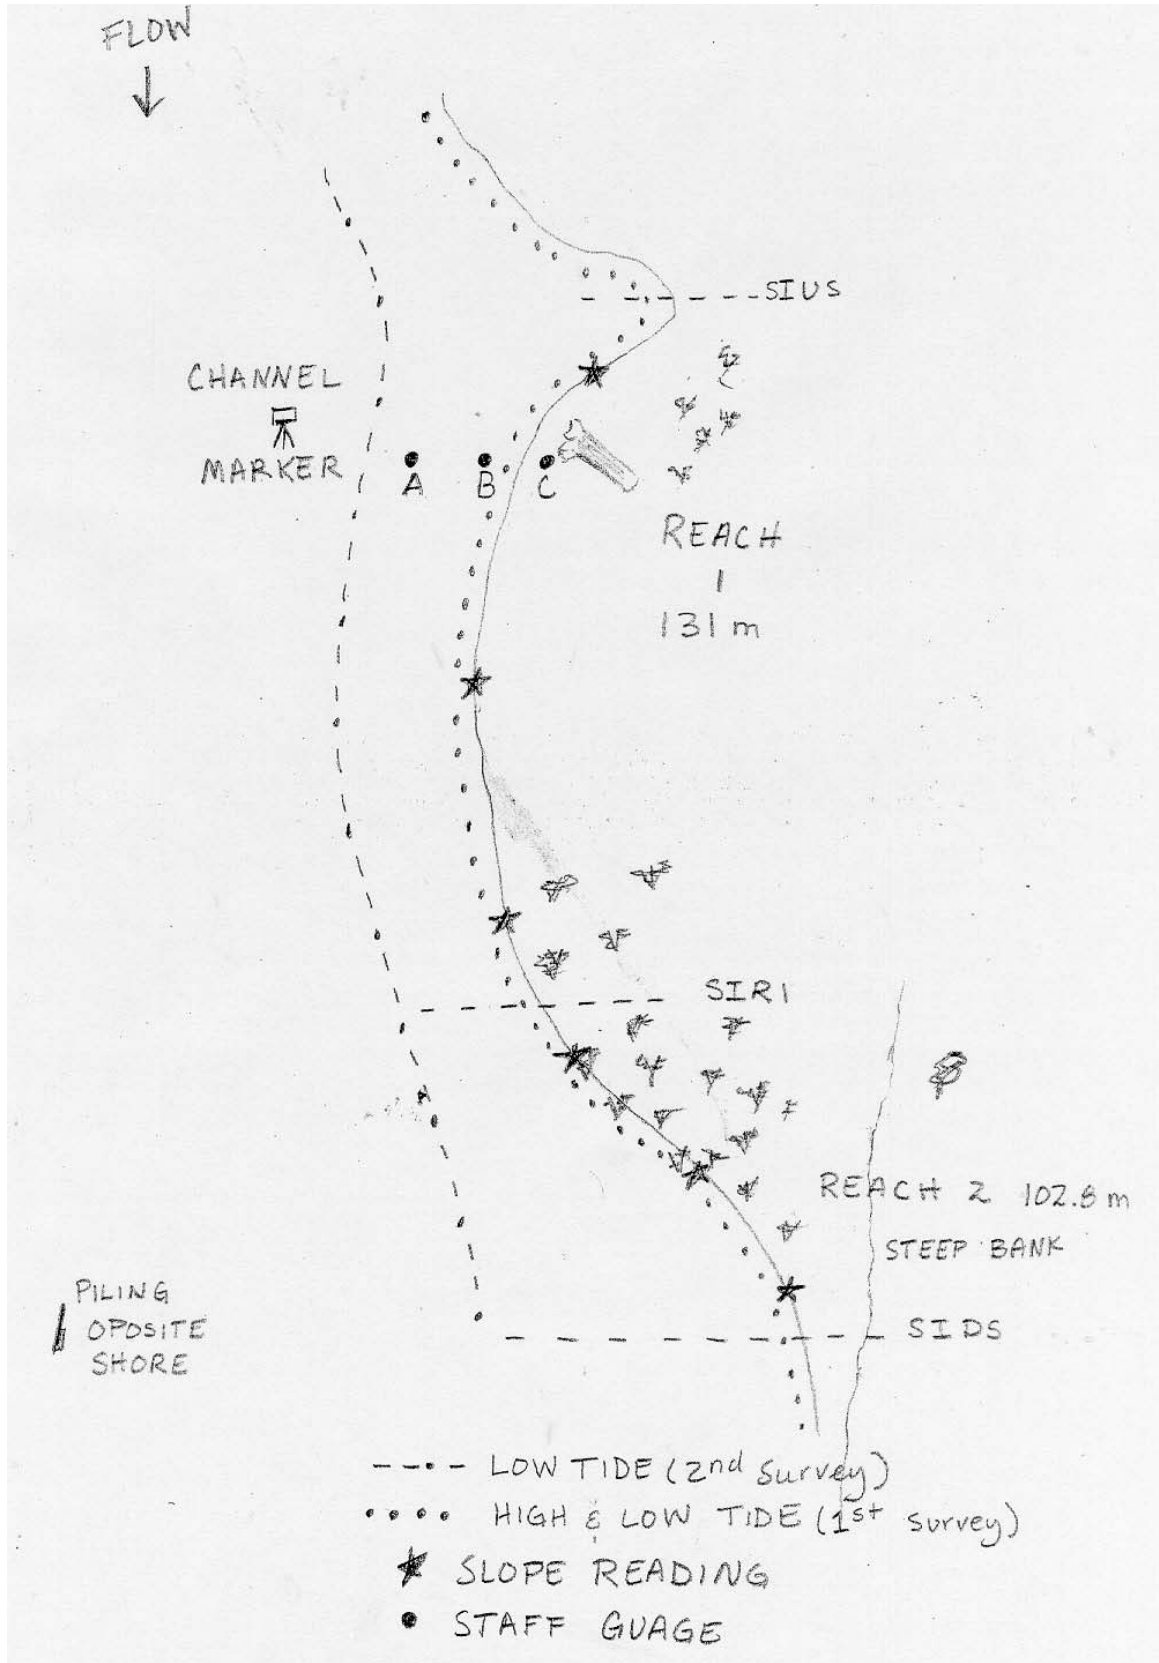 FLOW
SIUS
CHANNEL
MARKER
A
B
C
REACH
1
131 m
SIR1
REACH 2 102.8 m
STEEP BANK
PILING
OPOSITE
SHORE
SIDS
LOW TIDE (2nd survey)
HIGH & LOW TIDE (1st survey)
SLOPE READING
STAFF GUAGE